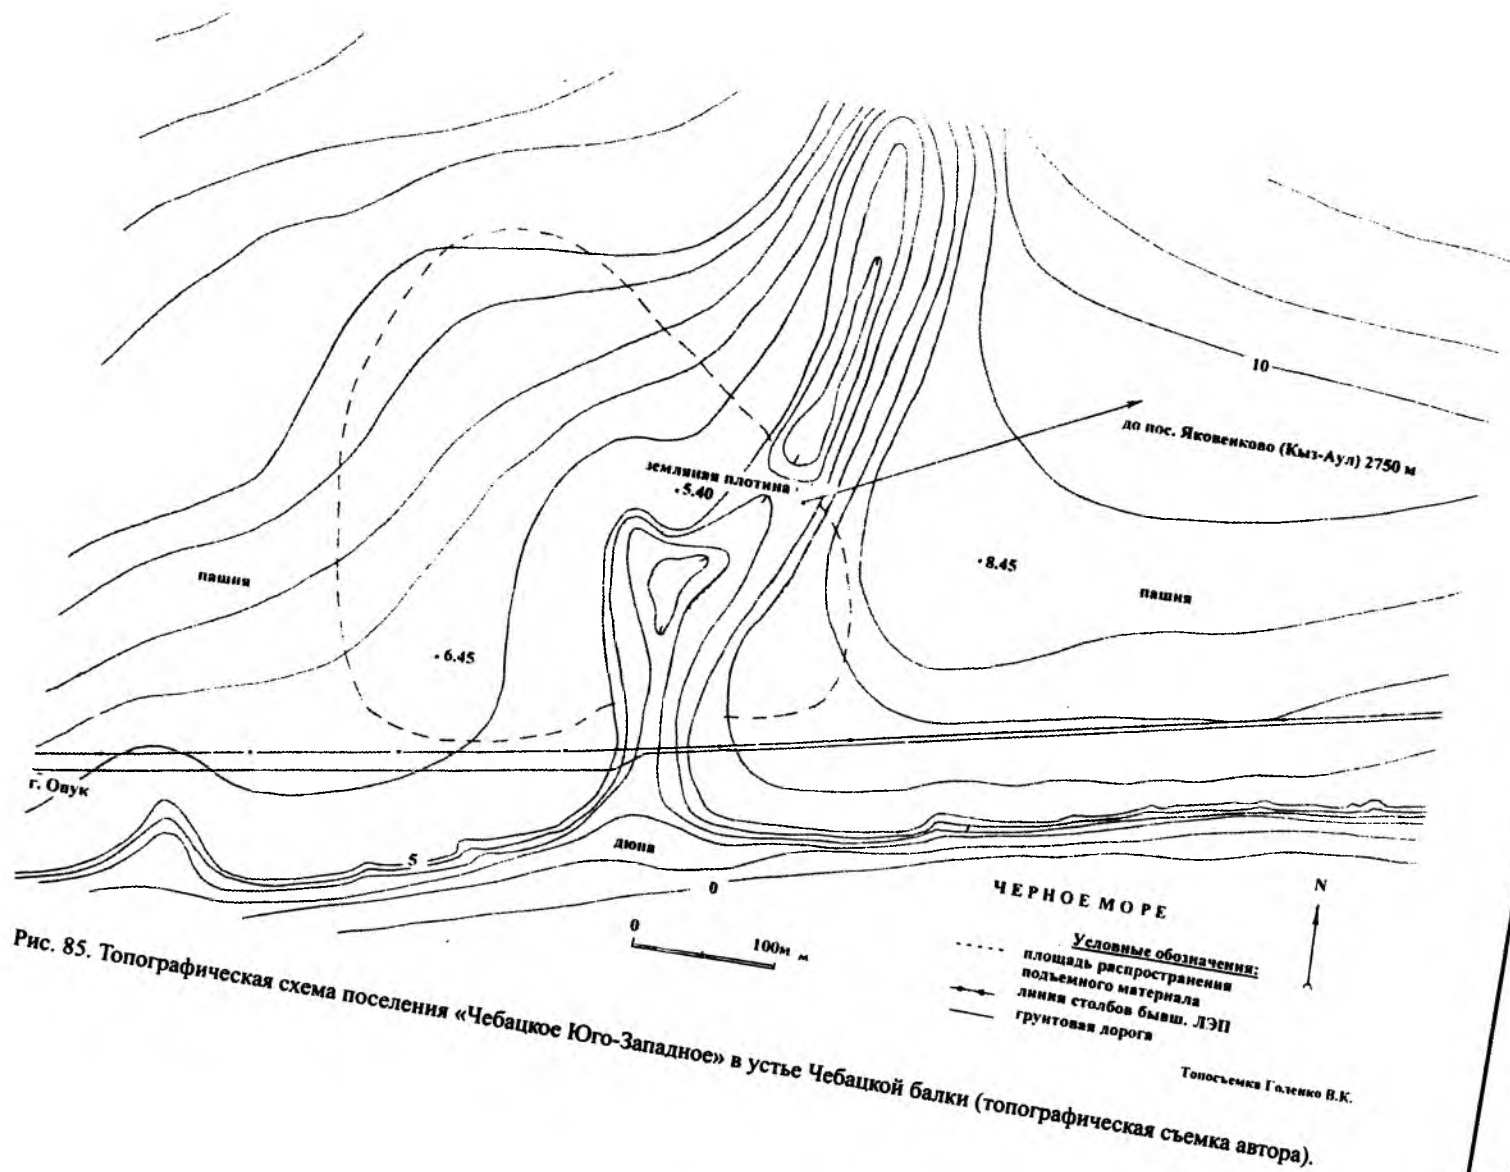 10
до пос. Яковенково (Кыз-Аул) 2750 м
земляная плотина
5.40
8.45
пашня
пашня
6.45
г. Опук
5
дюна
0
ЧЕРНОЕ МОРЕ
N
0
100м м
Условные обозначения:
площадь распространения
подъемного материала
линия столбов бывш. ЛЭП
грунтовая дорога
Топосъемка Голенко В.К.
Рис. 85. Топографическая схема поселения «Чебацкое Юго-Западное» в устье Чебацкой балки (топографическая съемка автора).